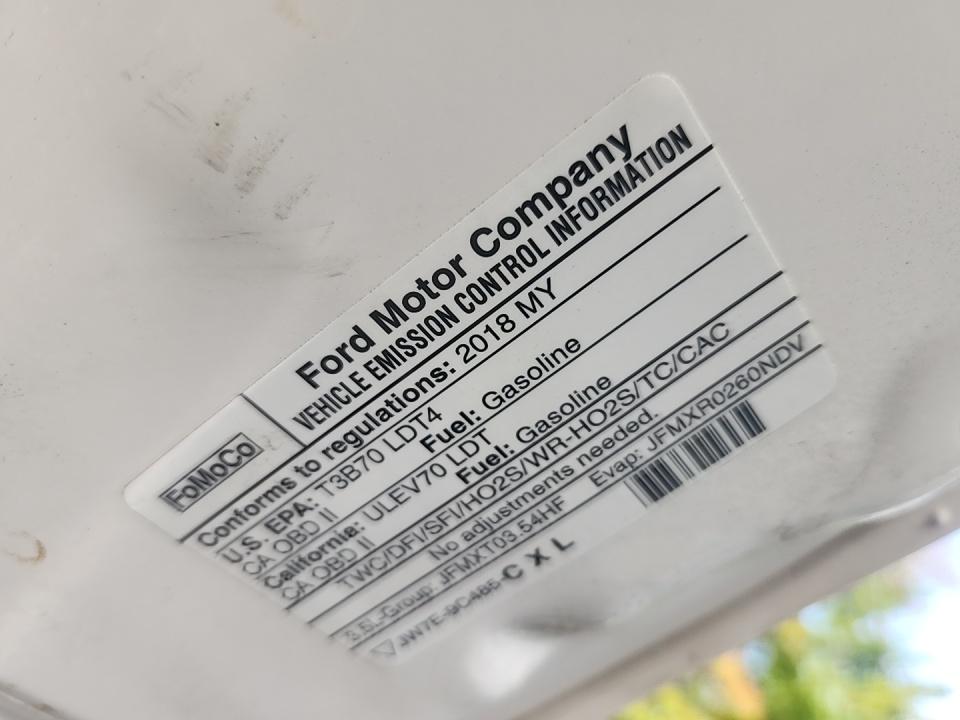 Ford Motor Company
VEHICLE EMISSION CONTROL INFORMATION
FoMoCo
Conforms to regulations: 2018 MY
U.S. EPA: T3B70 LDT4
CA OBD II Fuel: Gasoline
California: ULEV70 LDT
CA OBD II Fuel: Gasoline
TWC/DFI/SFI/HO2S/WR-HO2S/TC/CAC
No adjustments needed.
3.5L-Group: JFMXT03.54HF Evap: JFMXR0260NDV
JW7E-9C485-CXL